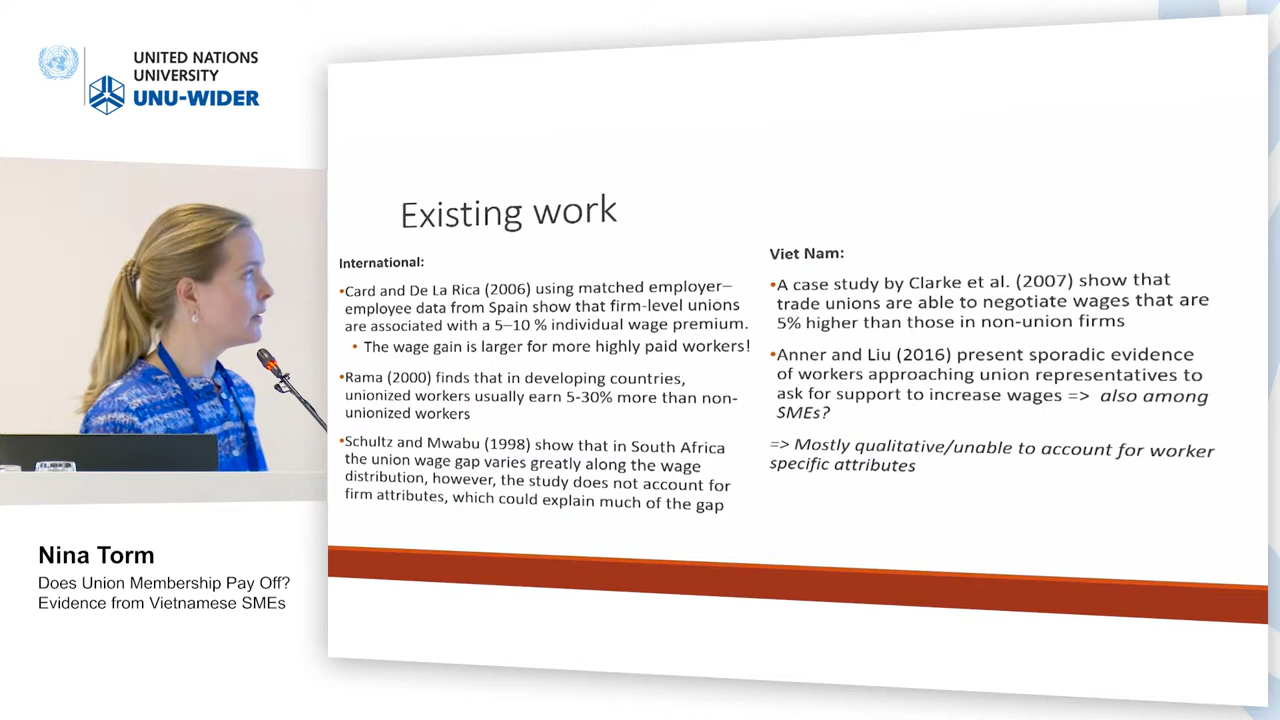 UNITED NATIONS
UNIVERSITY
UNU-WIDER
Existing work
International:
•Card and De La Rica (2006) using matched employer–
employee data from Spain show that firm-level unions
are associated with a 5–10 % individual wage premium.
• The wage gain is larger for more highly paid workers!
•Rama (2000) finds that in developing countries,
unionized workers usually earn 5-30% more than non-
unionized workers
•Schultz and Mwabu (1998) show that in South Africa
the union wage gap varies greatly along the wage
distribution, however, the study does not account for
firm attributes, which could explain much of the gap
Viet Nam:
•A case study by Clarke et al. (2007) show that
trade unions are able to negotiate wages that are
5% higher than those in non-union firms
•Anner and Liu (2016) present sporadic evidence
of workers approaching union representatives to
ask for support to increase wages => also among
SMEs?
=> Mostly qualitative/unable to account for worker
specific attributes
Nina Torm
Does Union Membership Pay Off?
Evidence from Vietnamese SMEs